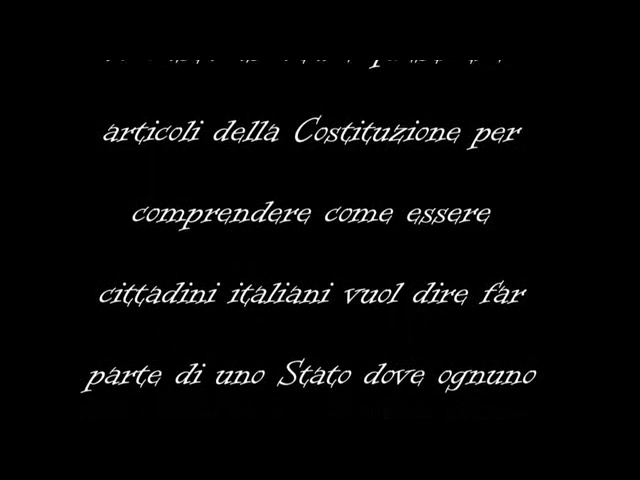 articoli della Costituzione per
comprendere come essere
cittadini italiani vuol dire far
parte di uno Stato dove ognuno